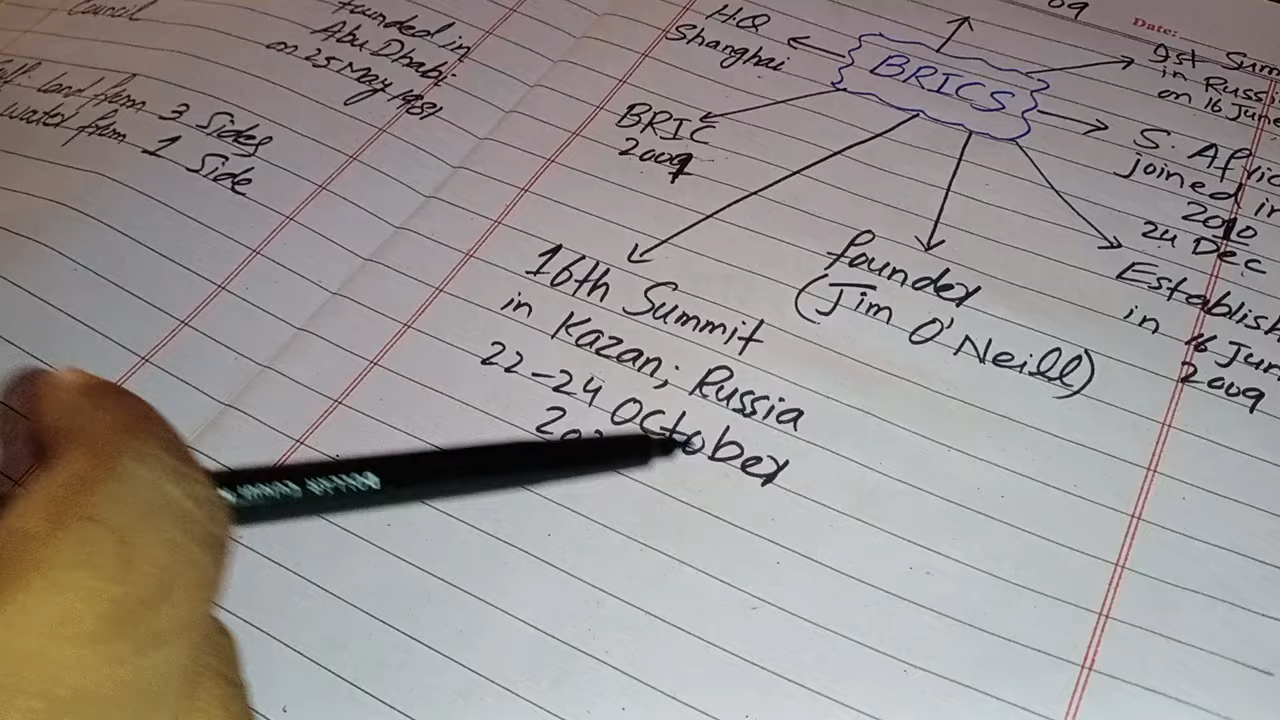 Council
founded in
Abu Dhabi
on 25 May 1981
land from 3 Sides
water from 1 Side
09
Date:
BRICS
H.Q
Shanghai
BRIC
2009
16th Summit
in Kazan, Russia
22-24 October
founder
(Jim O'Neill)
Establish
in 16 Jun
2009
S. Afric
joined in
2010
24 Dec
1st Sum
in Russi
on 16 June